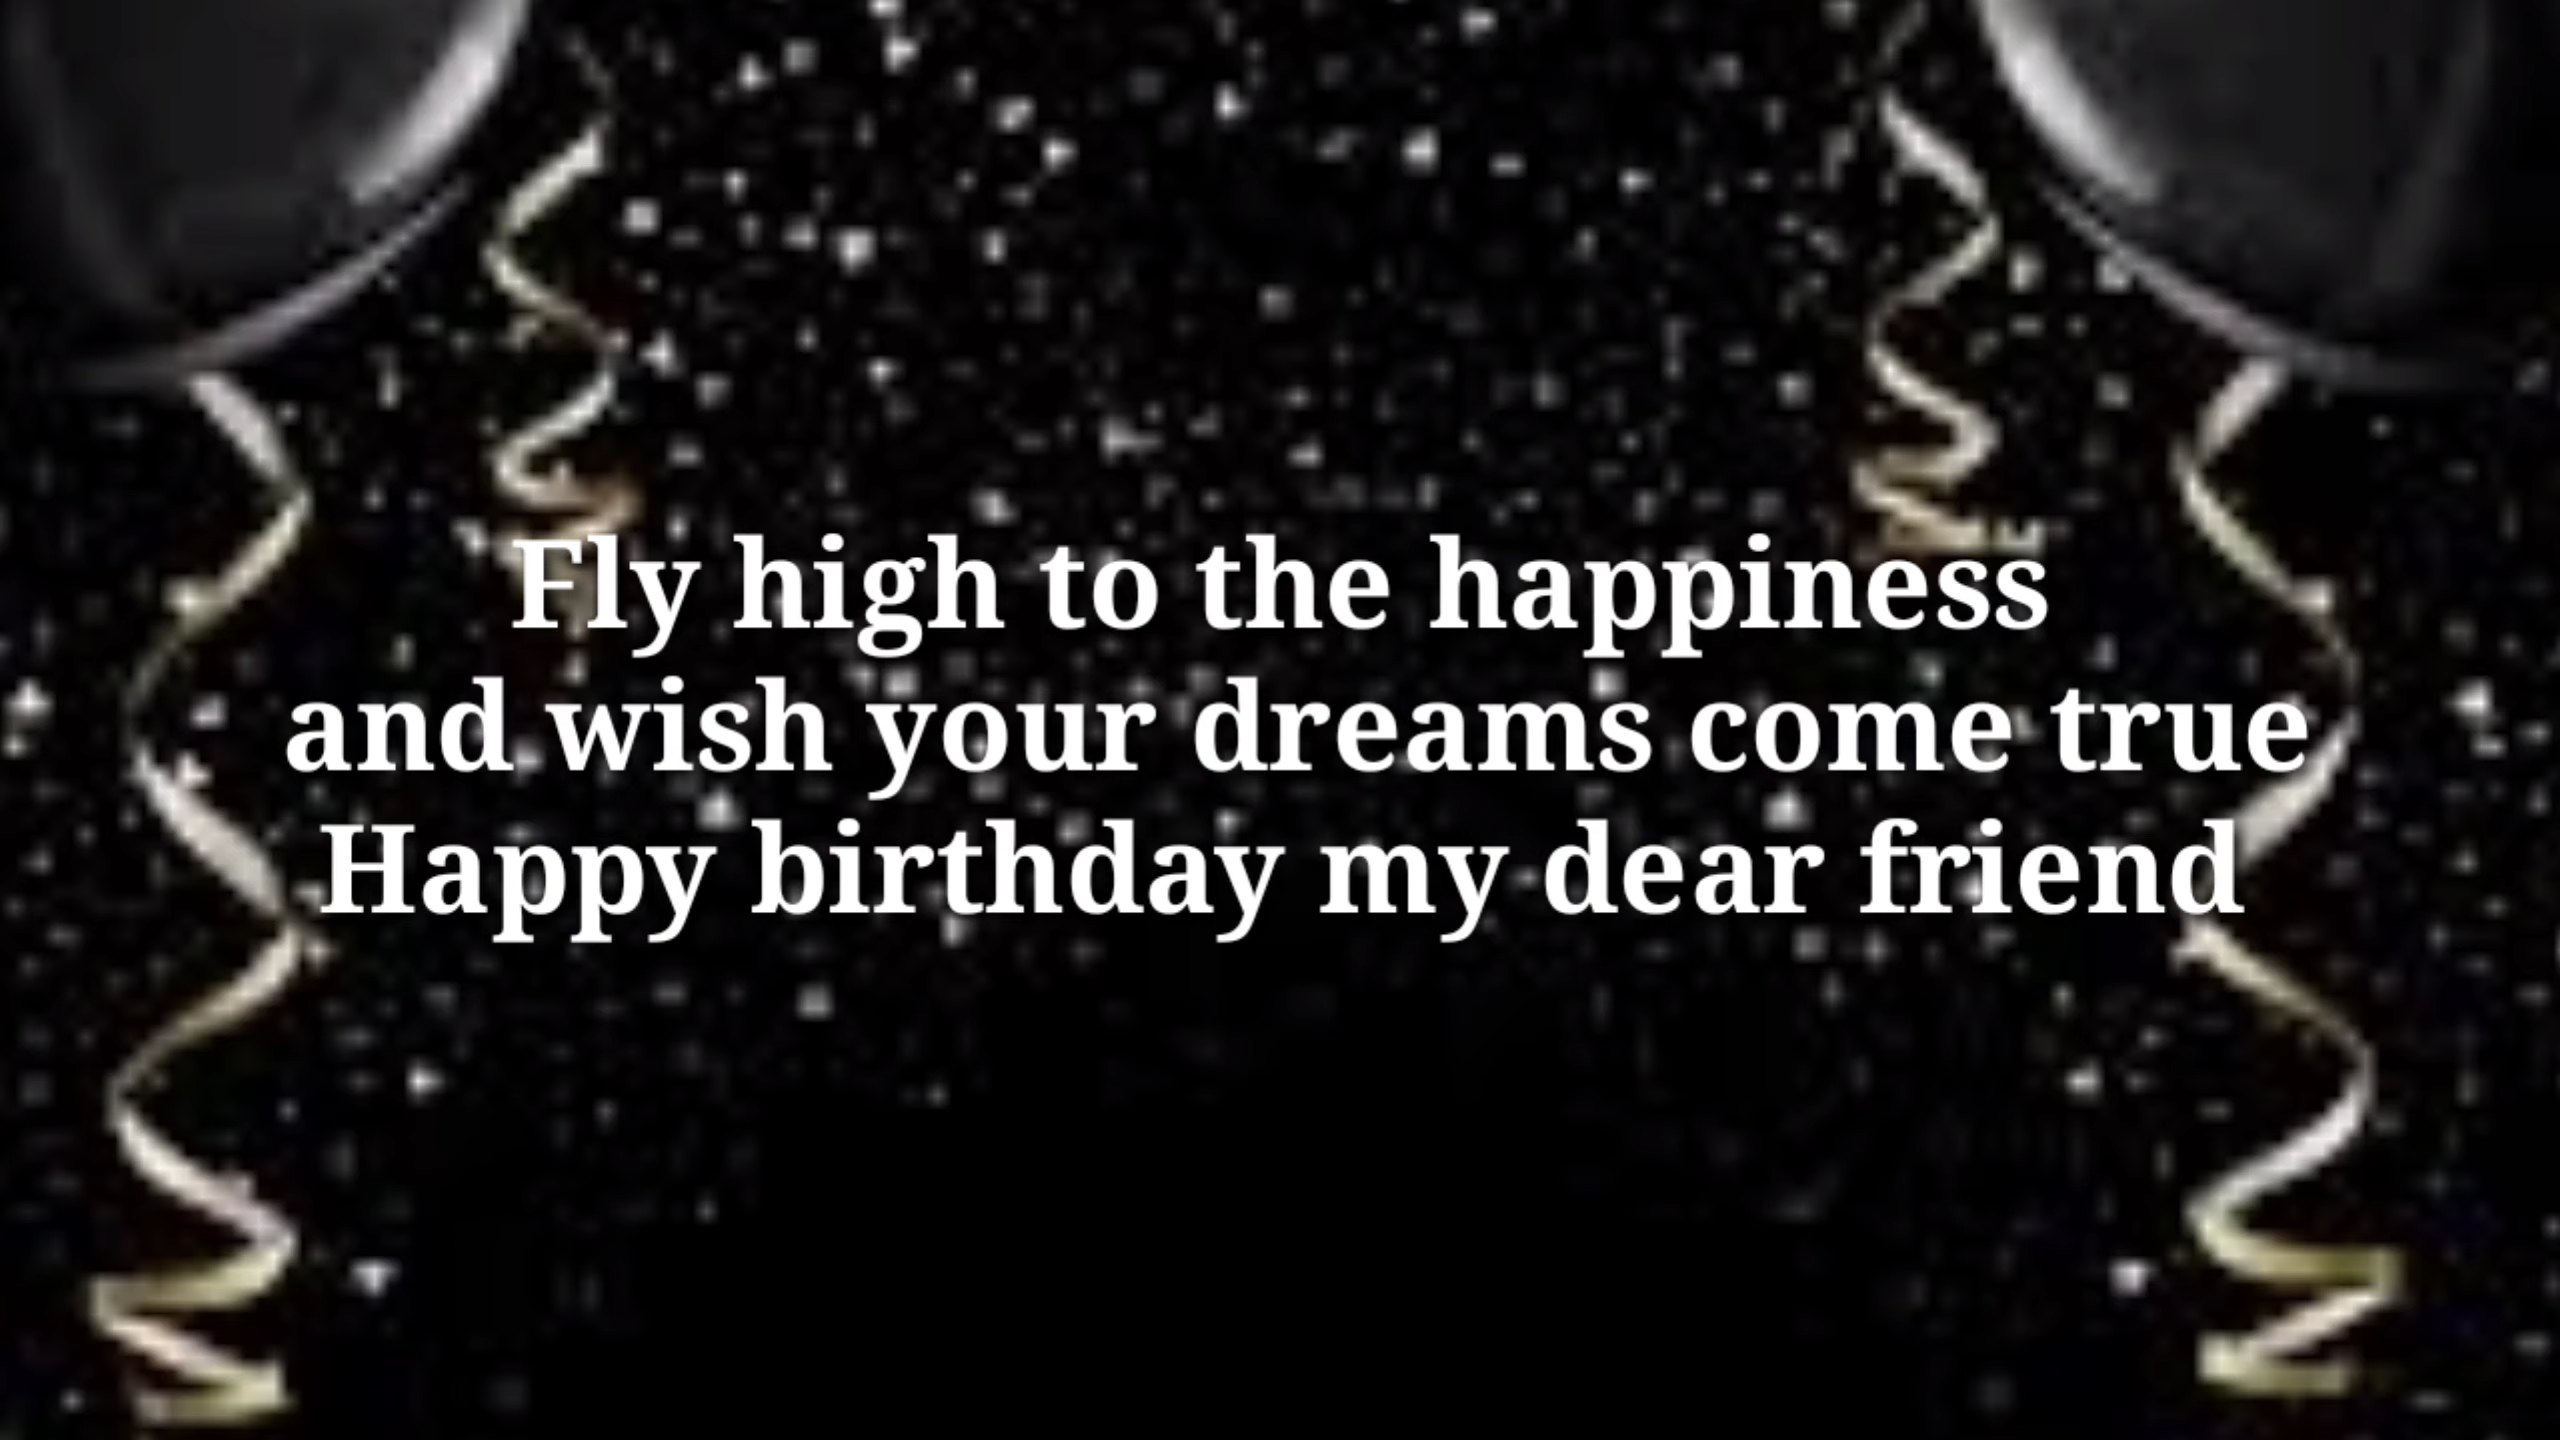 Fly high to the happiness
and wish your dreams come true
Happy birthday my dear friend